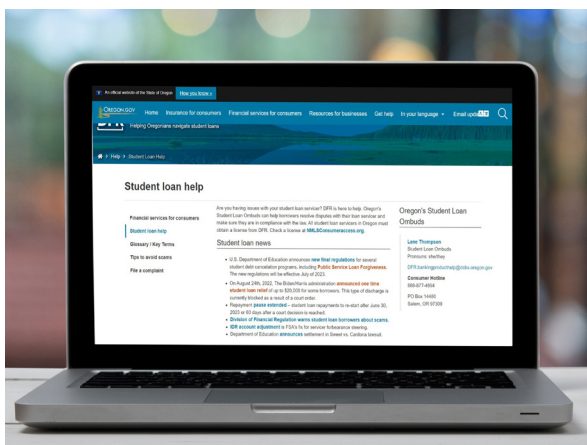 An official website of the State of Oregon
How you know »
OREGON.GOV
Home Insurance for consumers Financial services for consumers Resources for businesses Get help In your language Email updates
DFR
Helping Oregonians navigate student loans
Help > Student Loan Help
Student loan help
Financial services for consumers
Student loan help
Glossary / Key Terms
Tips to avoid scams
File a complaint
Are you having issues with your student loan servicer? DFR is here to help. Oregon's
Student Loan Ombuds can help borrowers resolve disputes with their loan servicer and
make sure they are in compliance with the law. All student loan servicers in Oregon must
obtain a license from DFR. Check a license at NMLSConsumeraccess.org.
Student loan news
U.S. Department of Education announces new final regulations for several
student debt cancelation programs, including Public Service Loan Forgiveness.
The new regulations will be effective July of 2023.
On August 24th, 2022, The Biden/Harris administration announced one time
student loan relief of up to $20,000 for some borrowers. This type of discharge is
currently blocked as a result of a court order.
Repayment pause extended – student loan repayments to re-start after June 30,
2023 or 60 days after a court decision is reached.
Division of Financial Regulation warns student loan borrowers about scams.
IDR account adjustment is FSA's fix for servicer forbearance steering.
Department of Education announces settlement in Sweet vs. Cardona lawsuit.
Oregon's Student Loan
Ombuds
Lane Thompson
Student Loan Ombuds
Pronouns: she/they
Consumer Hotline
PO Box 14480
Salem, OR 97309